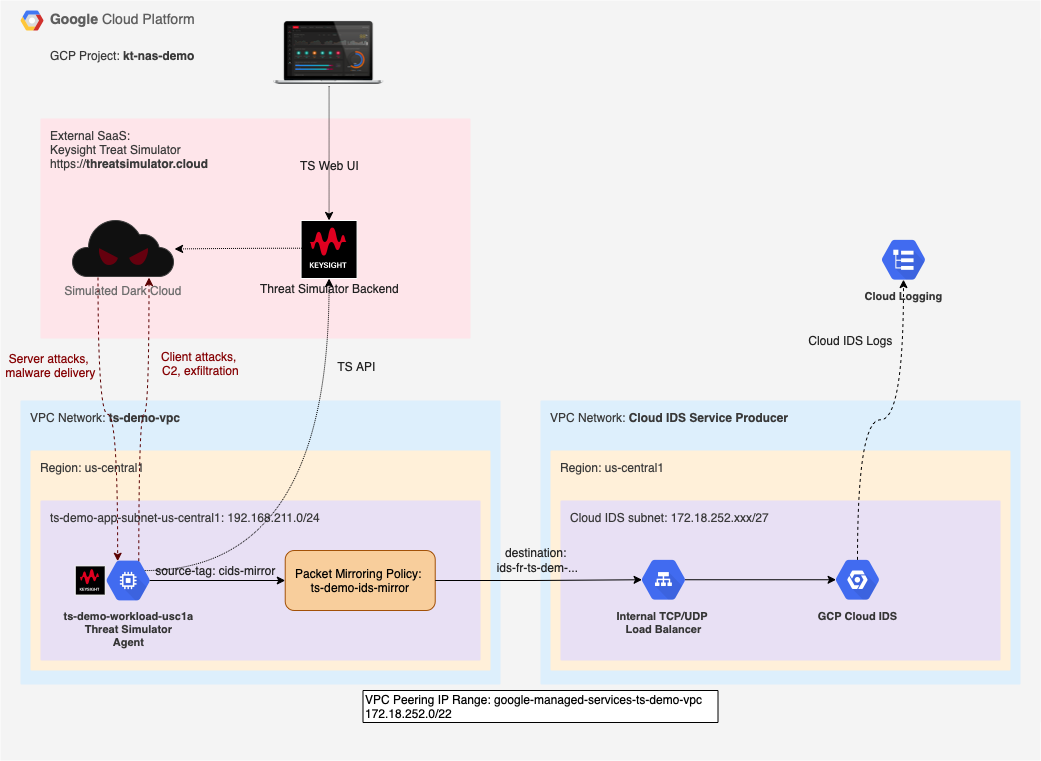 Google Cloud Platform
GCP Project: kt-nas-demo
External SaaS:
Keysight Treat Simulator
https://threatsimulator.cloud
TS Web UI
KEYSIGHT
Simulated Dark Cloud
Threat Simulator Backend
Cloud Logging
Server attacks,
malware delivery
Client attacks,
C2, exfiltration
TS API
Cloud IDS Logs
VPC Network: ts-demo-vpc
Region: us-central1
ts-demo-app-subnet-us-central1: 192.168.211.0/24
KEYSIGHT
source-tag: cids-mirror
Packet Mirroring Policy:
ts-demo-ids-mirror
ts-demo-workload-usc1a
Threat Simulator
Agent
destination:
ids-fr-ts-dem-...
VPC Network: Cloud IDS Service Producer
Region: us-central1
Cloud IDS subnet: 172.18.252.xxx/27
Internal TCP/UDP
Load Balancer
GCP Cloud IDS
VPC Peering IP Range: google-managed-services-ts-demo-vpc
172.18.252.0/22